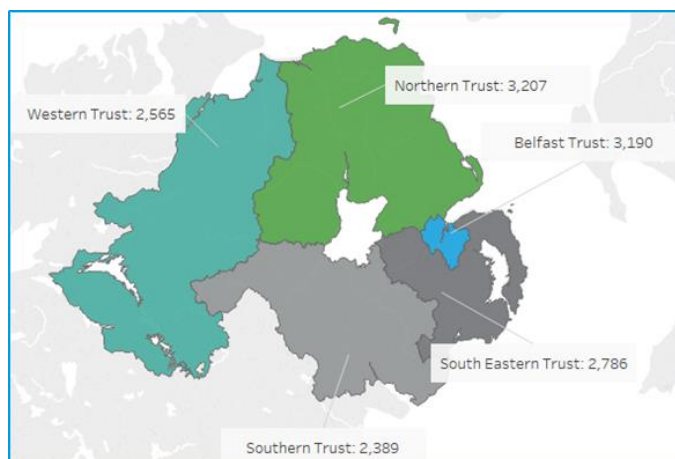 Northern Trust: 3,207
Western Trust: 2,565
Belfast Trust: 3,190
South Eastern Trust: 2,786
Southern Trust: 2,389